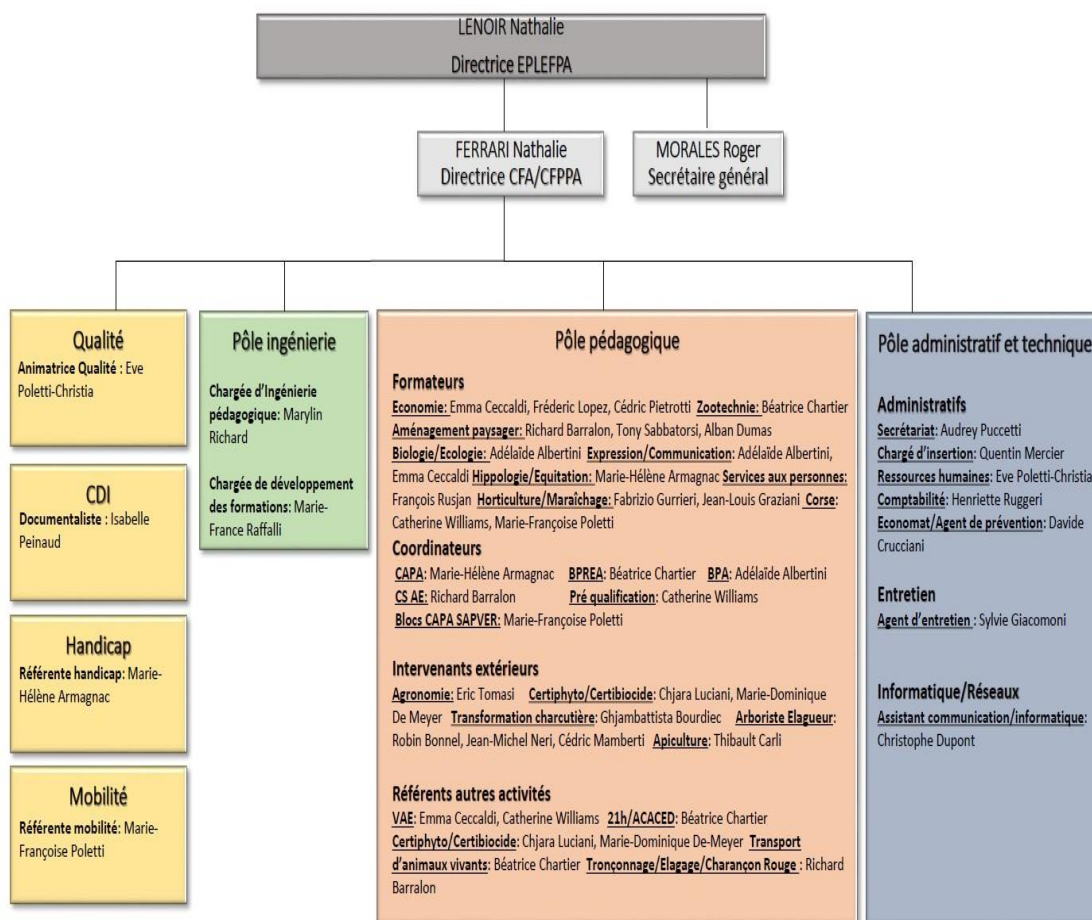 LENOIR Nathalie
Directrice EPLEFPA
FERRARI Nathalie
Directrice CFA/CFPPA
MORALES Roger
Secrétaire général
Qualité
Animatrice Qualité : Eve
Poletti-Christia
CDI
Documentaliste : Isabelle
Peinaud
Handicap
Référente handicap: Marie-
Hélène Armagnac
Mobilité
Référente mobilité: Marie-
Françoise Poletti
Pôle ingénierie
Chargée d'Ingénierie
pédagogique: Marylin
Richard
Chargée de développement
des formations: Marie-
France Raffalli
Pôle pédagogique
Formateurs
Economie: Emma Ceccaldi, Fréderic Lopez, Cédric Pietrotti Zootechnie: Béatrice Chartier
Aménagement paysager: Richard Barralon, Tony Sabbatorsi, Alban Dumas
Biologie/Ecologie: Adélaïde Albertini Expression/Communication: Adélaïde Albertini,
Emma Ceccaldi Hippologie/Equitation: Marie-Hélène Armagnac Services aux personnes:
François Rusjan Horticulture/Maraîchage: Fabrizio Gurrieri, Jean-Louis Graziani Corse:
Catherine Williams, Marie-Françoise Poletti
Coordinateurs
CAPA: Marie-Hélène Armagnac BPREA: Béatrice Chartier BPA: Adélaïde Albertini
CS AE: Richard Barralon Pré qualification: Catherine Williams
Blocs CAPA SAPVER: Marie-Françoise Poletti
Intervenants extérieurs
Agronomie: Eric Tomasi Certiphyto/Certibiocide: Chjara Luciani, Marie-Dominique
De Meyer Transformation charcutière: Ghjambattista Bourdiec Arboriste Elagueur:
Robin Bonnel, Jean-Michel Neri, Cédric Mamberti Apiculture: Thibault Carli
Référents autres activités
VAE: Emma Ceccaldi, Catherine Williams 21h/ACACED: Béatrice Chartier
Certiphyto/Certibiocide: Chjara Luciani, Marie-Dominique De-Meyer Transport
d'animaux vivants: Béatrice Chartier Tronçonnage/Elagage/Charançon Rouge : Richard
Barralon
Pôle administratif et technique
Administratifs
Secrétariat: Audrey Puccetti
Chargé d'insertion: Quentin Mercier
Ressources humaines: Eve Poletti-Christia
Comptabilité: Henriette Ruggeri
Economat/Agent de prévention: Davide
Crucciani
Entretien
Agent d'entretien : Sylvie Giacomoni
Informatique/Réseaux
Assistant communication/informatique:
Christophe Dupont